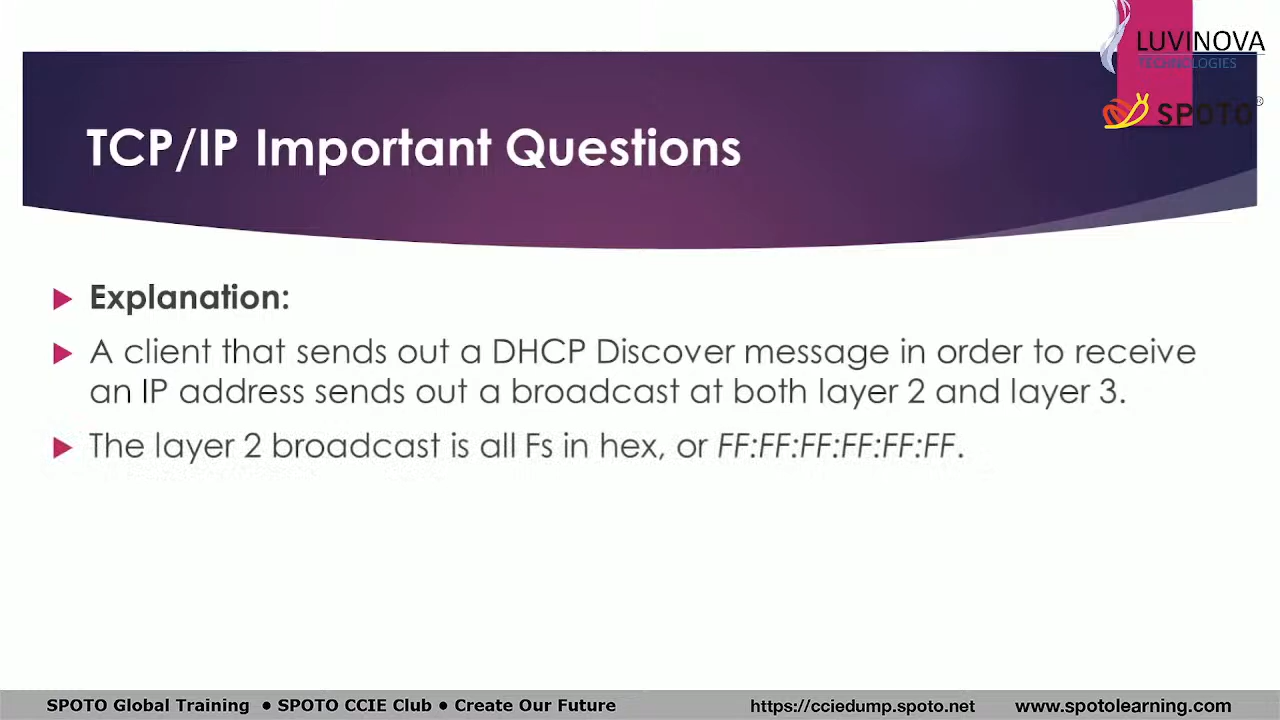 LUVINOVA
TECHNOLOGIES
SPOTO®
TCP/IP Important Questions
Explanation:
A client that sends out a DHCP Discover message in order to receive
an IP address sends out a broadcast at both layer 2 and layer 3.
The layer 2 broadcast is all Fs in hex, or FF:FF:FF:FF:FF:FF.
SPOTO Global Training ● SPOTO CCIE Club ● Create Our Future
https://cciedump.spoto.net
www.spotolearning.com